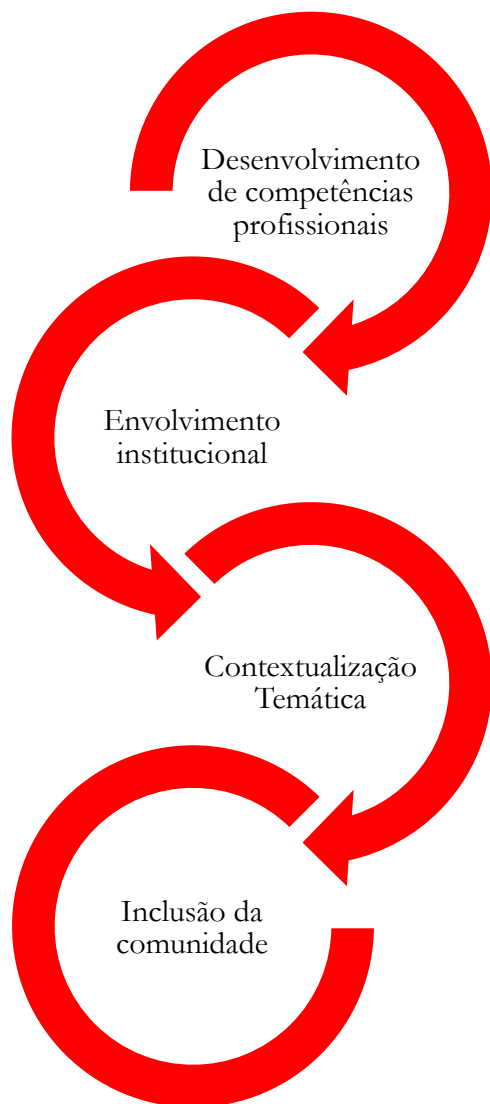 Desenvolvimento
de competências
profissionais
Envolvimento
institucional
Contextualização
Temática
Inclusão da
comunidade